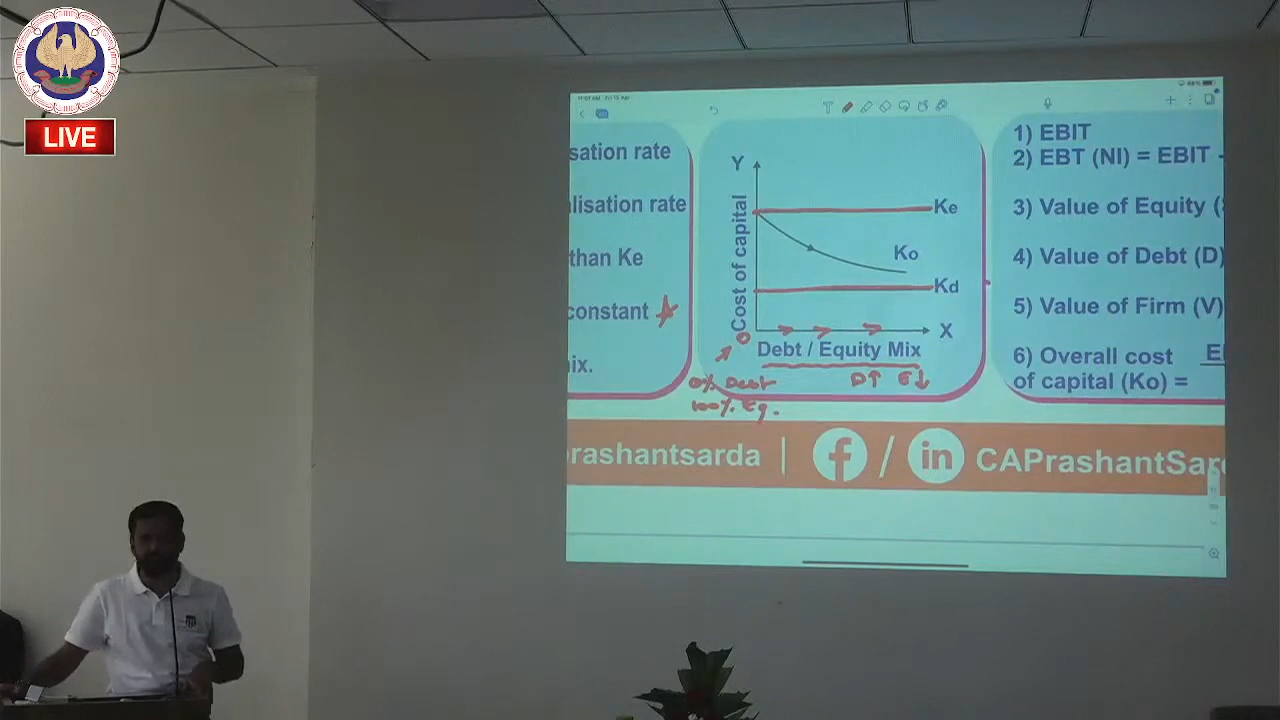 LIVE
sation rate
lisation rate
than Ke
constant
ix.
Y
Cost of capital
Ke
Ko
Kd
X
O
Debt / Equity Mix
0% Debt
100% Eq.
D↑ E↓
1) EBIT
2) EBT (NI) = EBIT -
3) Value of Equity (
4) Value of Debt (D)
5) Value of Firm (V)
6) Overall cost
of capital (Ko) =
rashantsarda | f / in CAPrashantSar